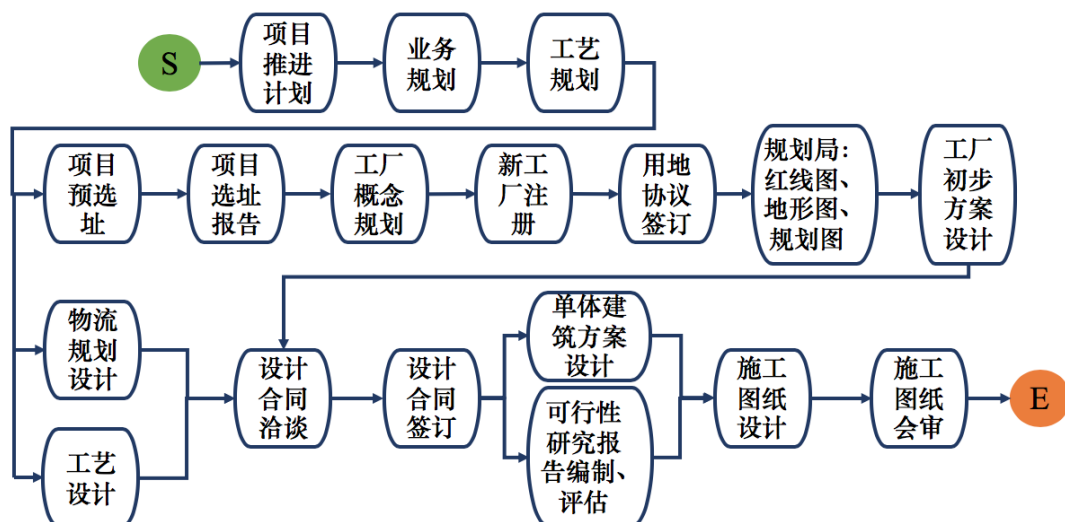 S
项目
推进
计划
业务
规划
工艺
规划
项目
预选
址
项目
选址
报告
工厂
概念
规划
新工
厂注
册
用地
协议
签订
规划局：
红线图、
地形图、
规划图
工厂
初步
方案
设计
物流
规划
设计
工艺
设计
设计
合同
洽谈
设计
合同
签订
单体建
筑方案
设计
可行性
研究报
告编制、
评估
施工
图纸
设计
施工
图纸
会审
E